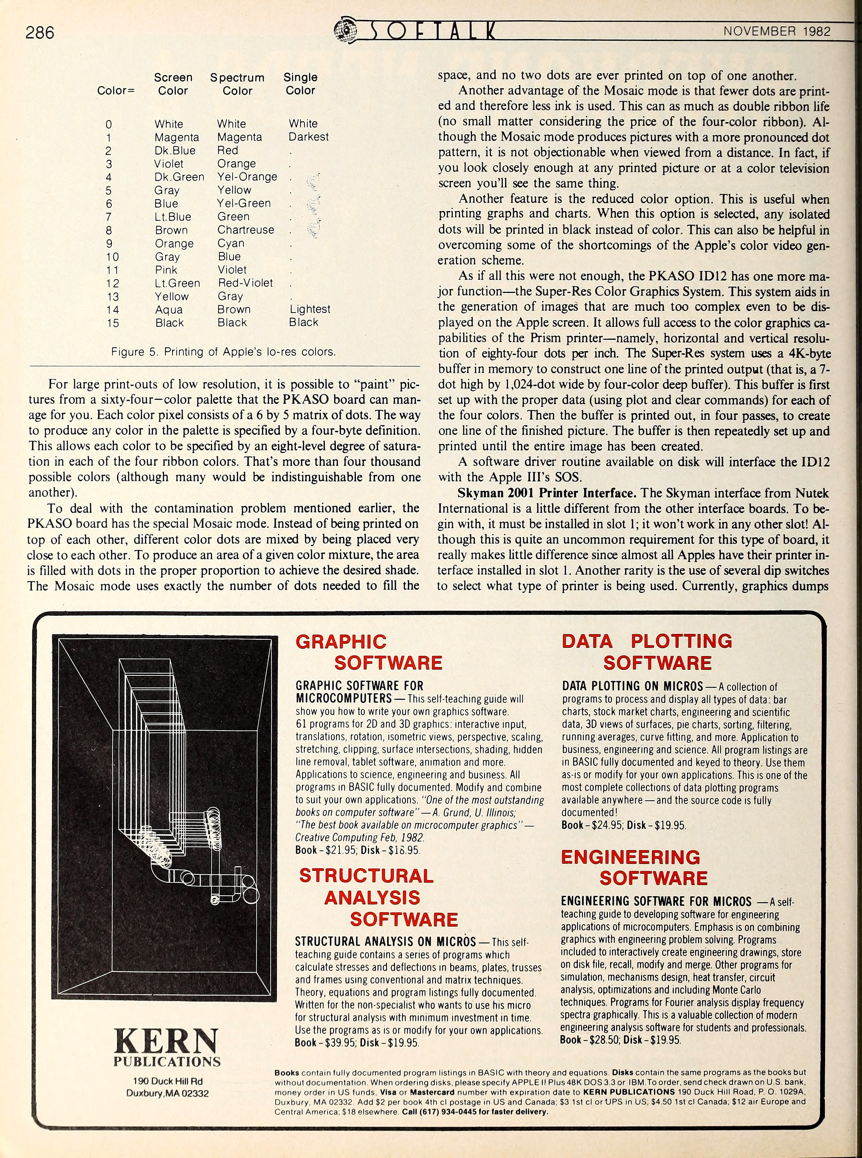 286
SOFTALK
NOVEMBER 1982
Color= Screen Color Spectrum Color Single Color
0 White White White
1 Magenta Magenta Darkest
2 Dk.Blue Red .
3 Violet Orange .
4 Dk.Green Yel-Orange .
5 Gray Yellow .
6 Blue Yel-Green .
7 Lt.Blue Green .
8 Brown Chartreuse .
9 Orange Cyan .
10 Gray Blue .
11 Pink Violet .
12 Lt.Green Red-Violet .
13 Yellow Gray .
14 Aqua Brown Lightest
15 Black Black Black
Figure 5. Printing of Apple's lo-res colors.
For large print-outs of low resolution, it is possible to "paint" pic-
tures from a sixty-four–color palette that the PKASO board can man-
age for you. Each color pixel consists of a 6 by 5 matrix of dots. The way
to produce any color in the palette is specified by a four-byte definition.
This allows each color to be specified by an eight-level degree of satura-
tion in each of the four ribbon colors. That's more than four thousand
possible colors (although many would be indistinguishable from one
another).
To deal with the contamination problem mentioned earlier, the
PKASO board has the special Mosaic mode. Instead of being printed on
top of each other, different color dots are mixed by being placed very
close to each other. To produce an area of a given color mixture, the area
is filled with dots in the proper proportion to achieve the desired shade.
The Mosaic mode uses exactly the number of dots needed to fill the
space, and no two dots are ever printed on top of one another.
Another advantage of the Mosaic mode is that fewer dots are print-
ed and therefore less ink is used. This can as much as double ribbon life
(no small matter considering the price of the four-color ribbon). Al-
though the Mosaic mode produces pictures with a more pronounced dot
pattern, it is not objectionable when viewed from a distance. In fact, if
you look closely enough at any printed picture or at a color television
screen you'll see the same thing.
Another feature is the reduced color option. This is useful when
printing graphs and charts. When this option is selected, any isolated
dots will be printed in black instead of color. This can also be helpful in
overcoming some of the shortcomings of the Apple's color video gen-
eration scheme.
As if all this were not enough, the PKASO ID12 has one more ma-
jor function—the Super-Res Color Graphics System. This system aids in
the generation of images that are much too complex even to be dis-
played on the Apple screen. It allows full access to the color graphics ca-
pabilities of the Prism printer—namely, horizontal and vertical resolu-
tion of eighty-four dots per inch. The Super-Res system uses a 4K-byte
buffer in memory to construct one line of the printed output (that is, a 7-
dot high by 1,024-dot wide by four-color deep buffer). This buffer is first
set up with the proper data (using plot and clear commands) for each of
the four colors. Then the buffer is printed out, in four passes, to create
one line of the finished picture. The buffer is then repeatedly set up and
printed until the entire image has been created.
A software driver routine available on disk will interface the ID12
with the Apple III's SOS.
Skyman 2001 Printer Interface. The Skyman interface from Nutek
International is a little different from the other interface boards. To be-
gin with, it must be installed in slot 1; it won't work in any other slot! Al-
though this is quite an uncommon requirement for this type of board, it
really makes little difference since almost all Apples have their printer in-
terface installed in slot 1. Another rarity is the use of several dip switches
to select what type of printer is being used. Currently, graphics dumps
KERN
PUBLICATIONS
190 Duck Hill Rd
Duxbury, MA 02332
GRAPHIC
SOFTWARE
GRAPHIC SOFTWARE FOR
MICROCOMPUTERS — This self-teaching guide will
show you how to write your own graphics software.
61 programs for 2D and 3D graphics: interactive input,
translations, rotation, isometric views, perspective, scaling,
stretching, clipping, surface intersections, shading, hidden
line removal, tablet software, animation and more.
Applications to science, engineering and business. All
programs in BASIC fully documented. Modify and combine
to suit your own applications. "One of the most outstanding
books on computer software"—A. Grund, U. Illinois;
"The best book available on microcomputer graphics"—
Creative Computing Feb, 1982.
Book-$21.95; Disk-$18.95.
STRUCTURAL
ANALYSIS
SOFTWARE
STRUCTURAL ANALYSIS ON MICROS — This self-
teaching guide contains a series of programs which
calculate stresses and deflections in beams, plates, trusses
and frames using conventional and matrix techniques.
Theory, equations and program listings fully documented.
Written for the non-specialist who wants to use his micro
for structural analysis with minimum investment in time.
Use the programs as is or modify for your own applications.
Book-$39.95; Disk-$19.95.
DATA PLOTTING
SOFTWARE
DATA PLOTTING ON MICROS — A collection of
programs to process and display all types of data: bar
charts, stock market charts, engineering and scientific
data, 3D views of surfaces, pie charts, sorting, filtering,
running averages, curve fitting, and more. Application to
business, engineering and science. All program listings are
in BASIC fully documented and keyed to theory. Use them
as-is or modify for your own applications. This is one of the
most complete collections of data plotting programs
available anywhere — and the source code is fully
documented!
Book-$24.95; Disk-$19.95.
ENGINEERING
SOFTWARE
ENGINEERING SOFTWARE FOR MICROS — A self-
teaching guide to developing software for engineering
applications of microcomputers. Emphasis is on combining
graphics with engineering problem solving. Programs
included to interactively create engineering drawings, store
on disk file, recall, modify and merge. Other programs for
simulation, mechanisms design, heat transfer, circuit
analysis, optimizations and including Monte Carlo
techniques. Programs for Fourier analysis display frequency
spectra graphically. This is a valuable collection of modern
engineering analysis software for students and professionals.
Book-$28.50; Disk-$19.95.
Books contain fully documented program listings in BASIC with theory and equations. Disks contain the same programs as the books but
without documentation. When ordering disks, please specify APPLE II Plus 48K DOS 3.3 or IBM. To order, send check drawn on U.S. bank,
money order in US funds, Visa or Mastercard number with expiration date to KERN PUBLICATIONS 190 Duck Hill Road, P. O. 1029A,
Duxbury, MA 02332. Add $2 per book 4th cl postage in US and Canada; $3 1st cl or UPS in US; $4.50 1st cl Canada; $12 air Europe and
Central America; $18 elsewhere. Call (617) 934-0445 for faster delivery.